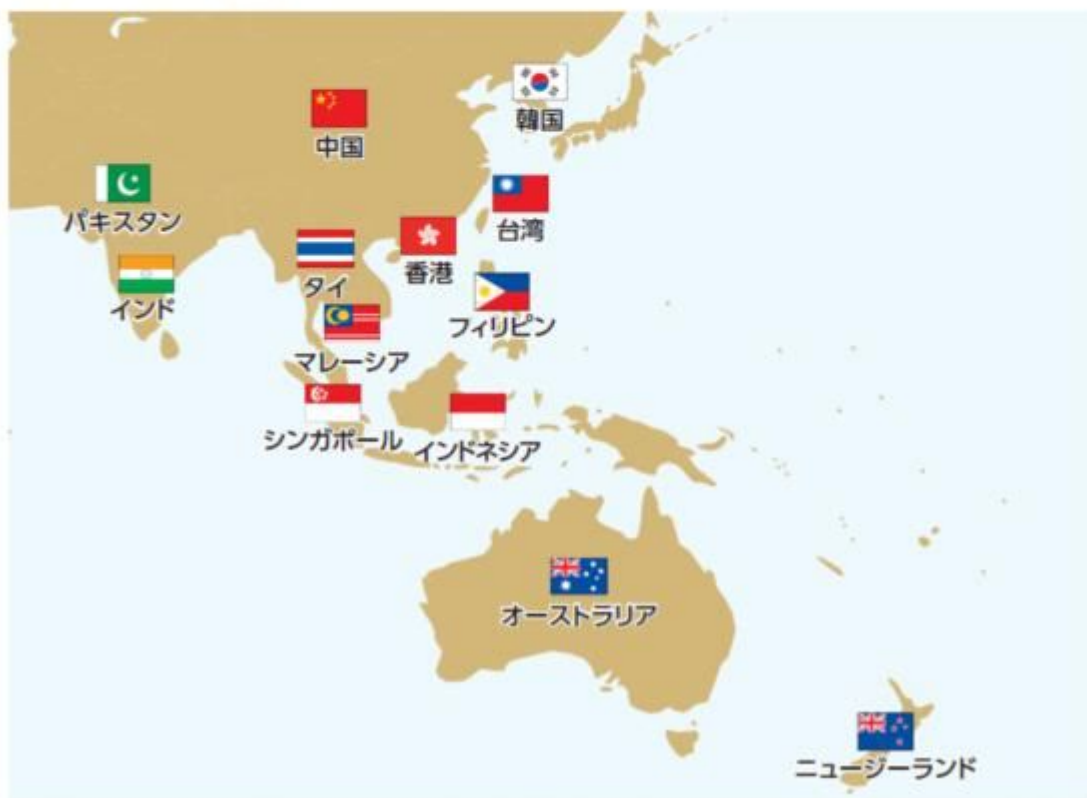 韓国
中国
パキスタン
台湾
香港
タイ
インド
フィリピン
マレーシア
シンガポール
インドネシア
オーストラリア
ニュージーランド